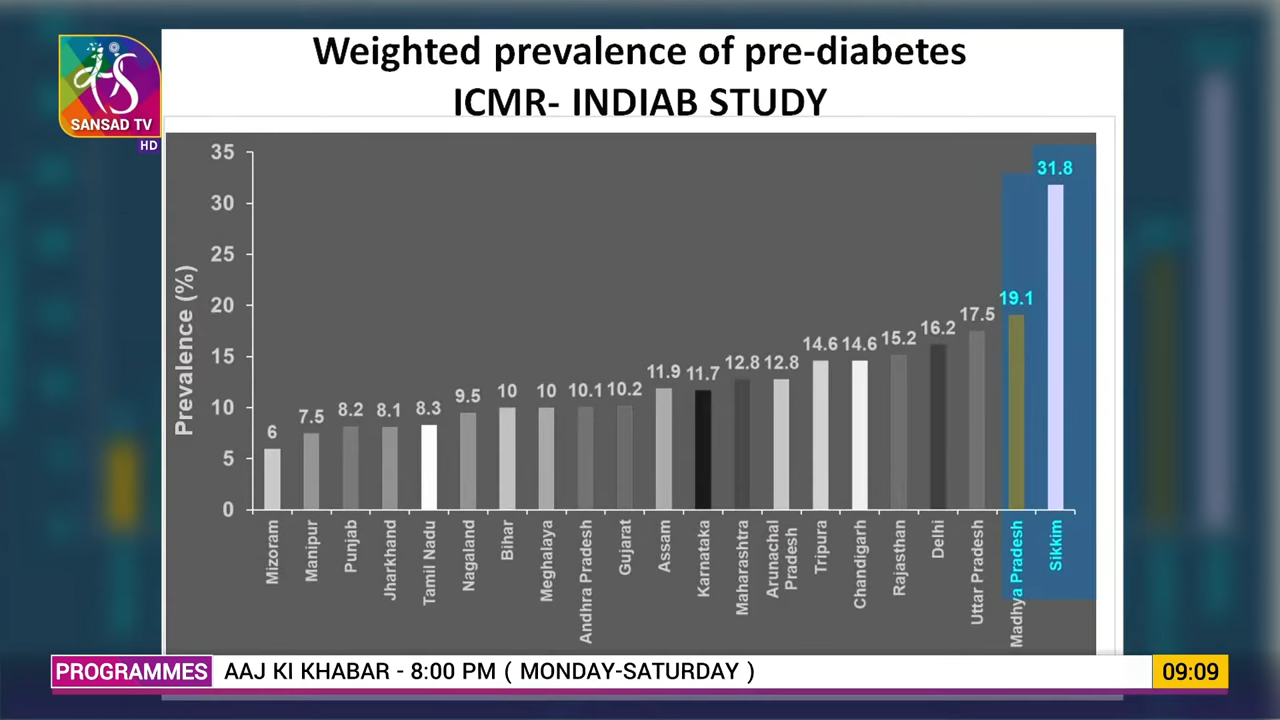 Weighted prevalence of pre-diabetes
ICMR- INDIAB STUDY
SANSAD TV
HD
Prevalence (%)
35
30
25
20
15
10
5
0
6
7.5
8.2
8.1
8.3
9.5
10
10
10.1
10.2
11.9
11.7
12.8
12.8
14.6
14.6
15.2
16.2
17.5
19.1
31.8
Mizoram
Manipur
Punjab
Jharkhand
Tamil Nadu
Nagaland
Bihar
Meghalaya
Andhra Pradesh
Gujarat
Assam
Karnataka
Maharashtra
Arunachal
Pradesh
Tripura
Chandigarh
Rajasthan
Delhi
Uttar Pradesh
Madhya Pradesh
Sikkim
PROGRAMMES AAJ KI KHABAR - 8:00 PM ( MONDAY-SATURDAY ) 09:09